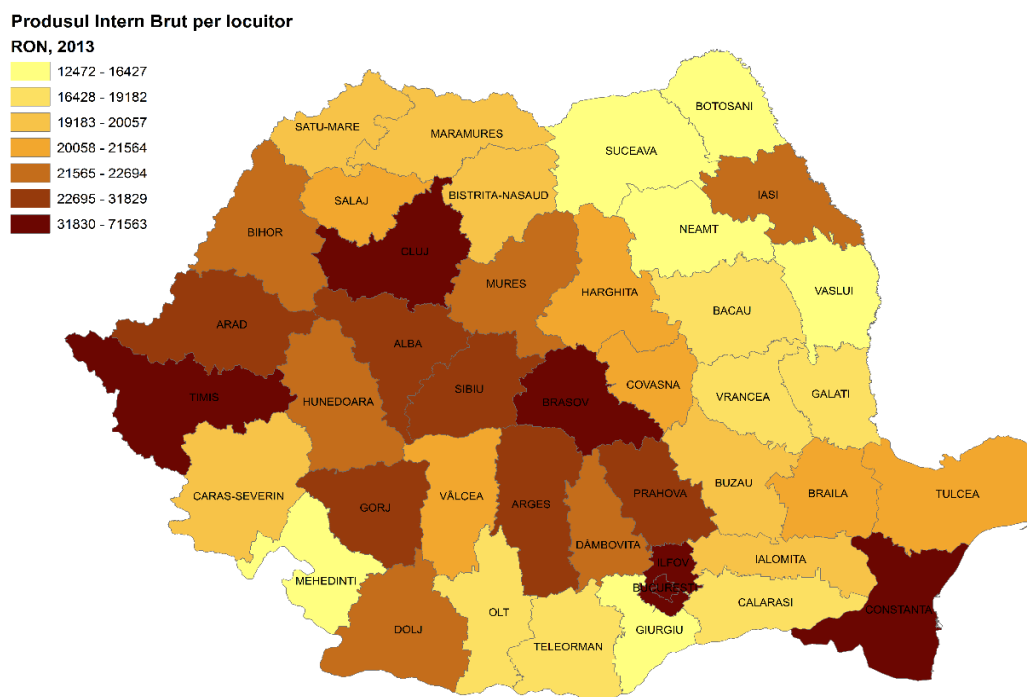 Produsul Intern Brut per locuitor
RON, 2013
12472 - 16427
16428 - 19182
19183 - 20057
20058 - 21564
21565 - 22694
22695 - 31829
31830 - 71563
BOTOSANI
SATU-MARE
MARAMURES
SUCEAVA
IASI
SALAJ
BISTRITA-NASAUD
NEAMT
BIHOR
CLUJ
MURES
HARGHITA
VASLUI
BACAU
ARAD
ALBA
COVASNA
SIBIU
GALATI
TIMIS
HUNEDOARA
BRASOV
VRANCEA
BUZAU
CARAS-SEVERIN
VÂLCEA
PRAHOVA
BRAILA
TULCEA
GORJ
ARGES
DÂMBOVITA
IALOMITA
ILFOV
MEHEDINTI
BUCURESTI
CALARASI
OLT
CONSTANTA
DOLJ
GIURGIU
TELEORMAN